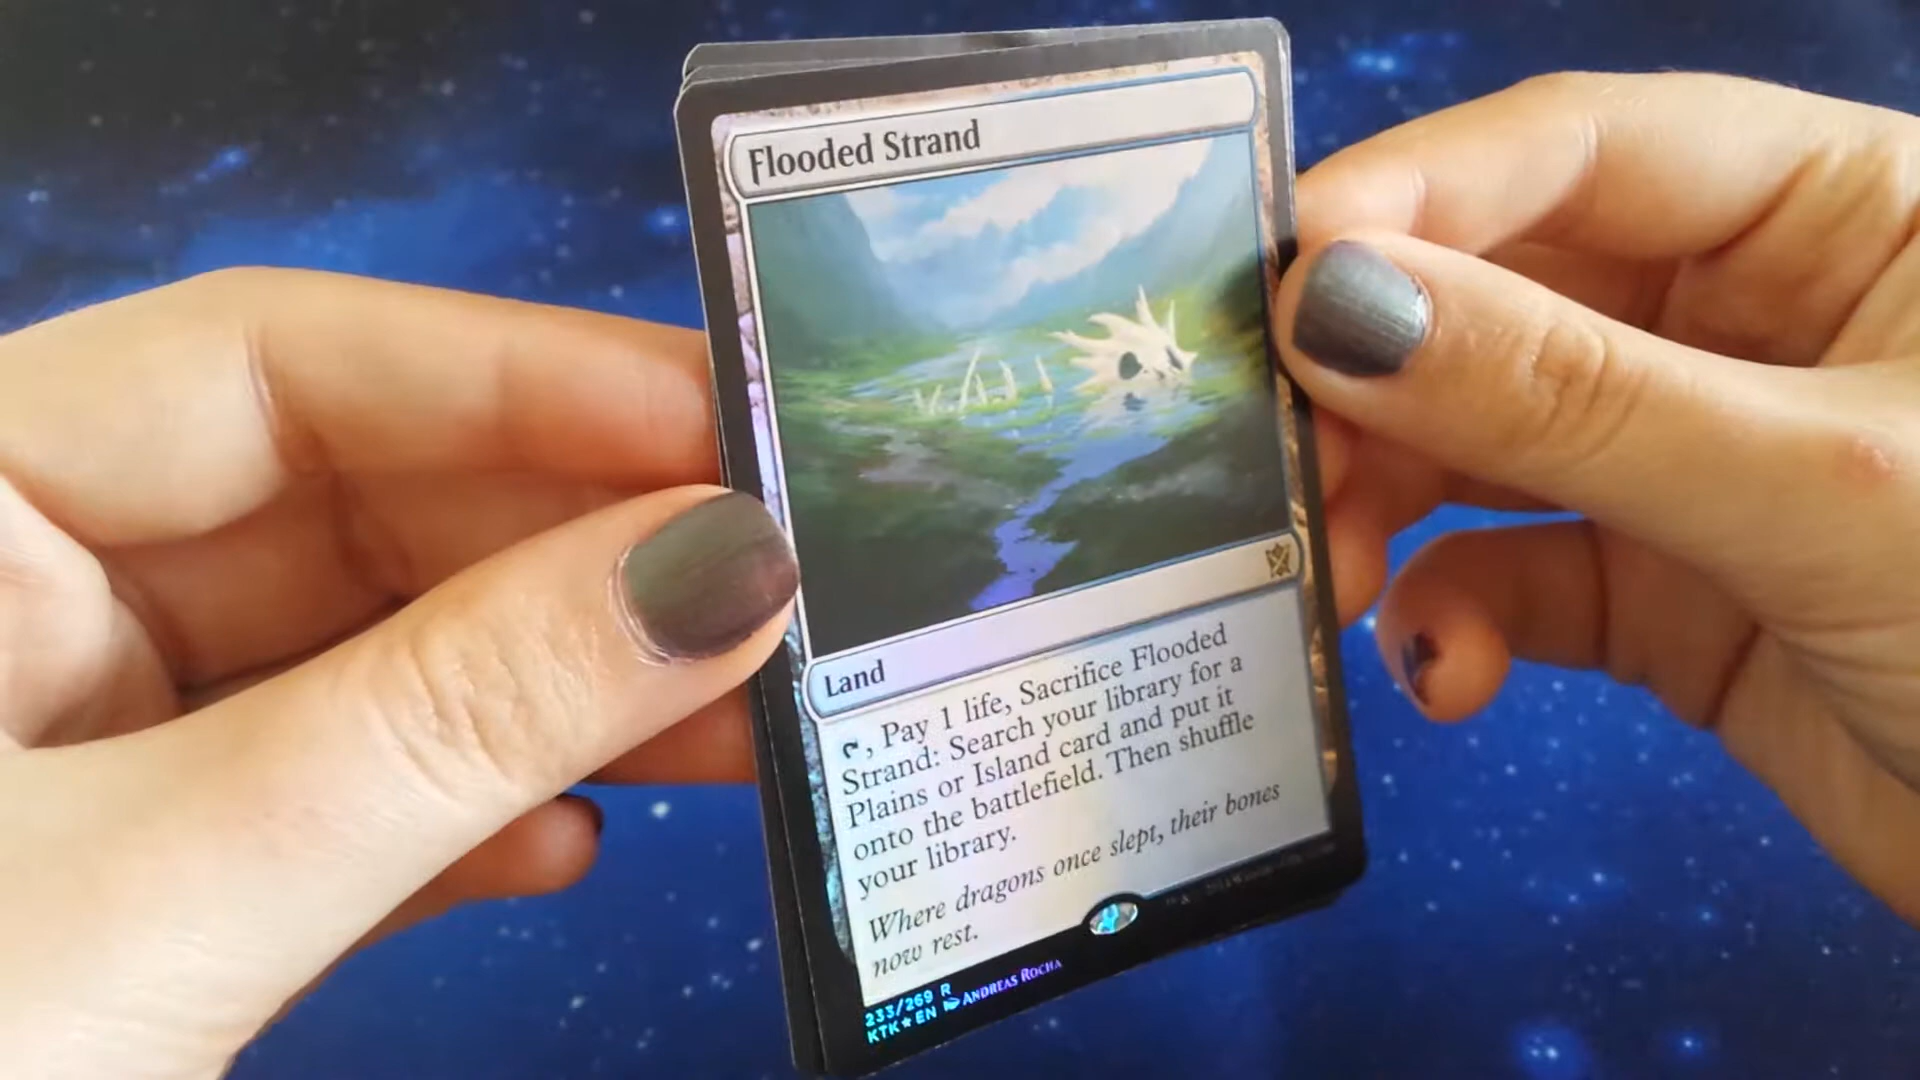 Flooded Strand
Land
, Pay 1 life, Sacrifice Flooded
Strand: Search your library for a
Plains or Island card and put it
onto the battlefield. Then shuffle
your library.
Where dragons once slept, their bones
now rest.
233/269 R
KTK★EN ANDREAS ROCHA